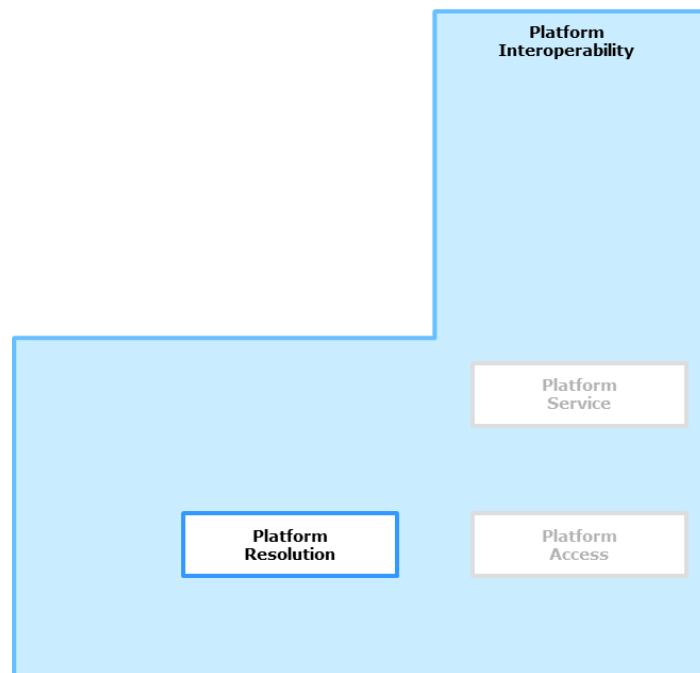 Platform
Interoperability
Platform
Service
Platform
Resolution
Platform
Access